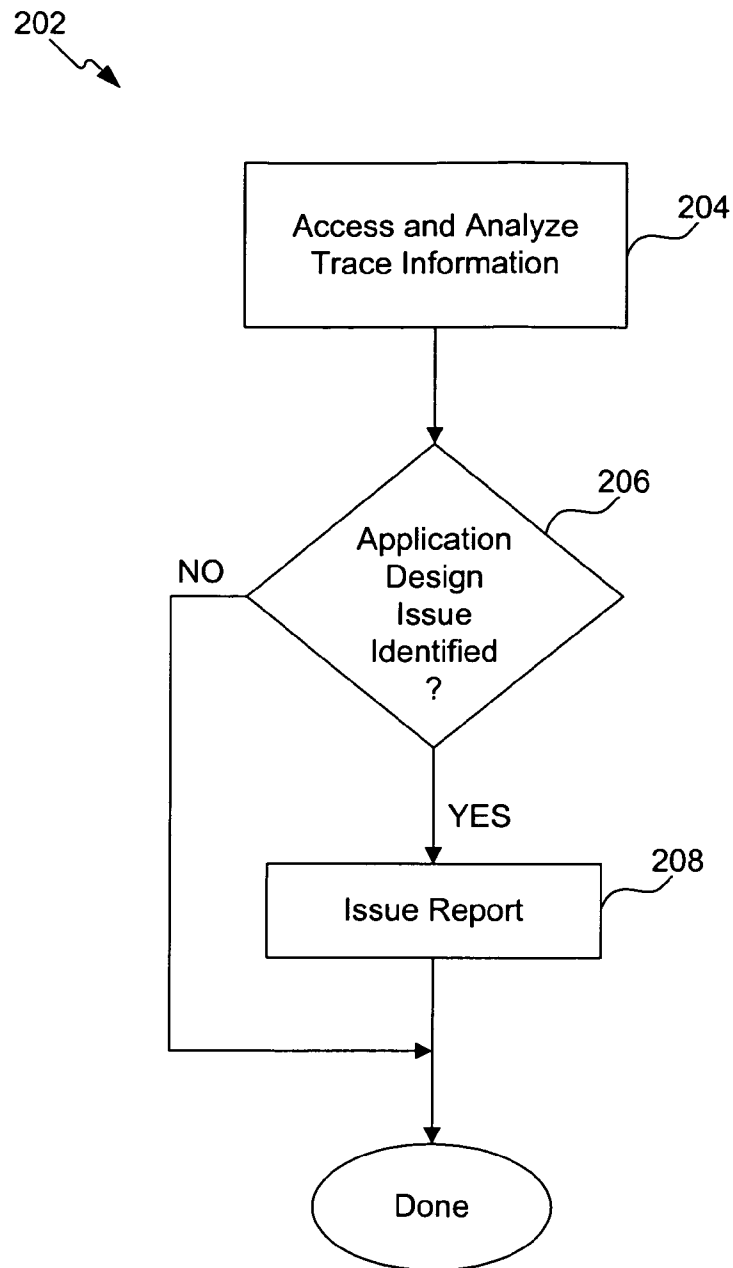 202
Access and Analyze
Trace Information
204
Application
Design
Issue
Identified
?
206
NO
YES
Issue Report
208
Done